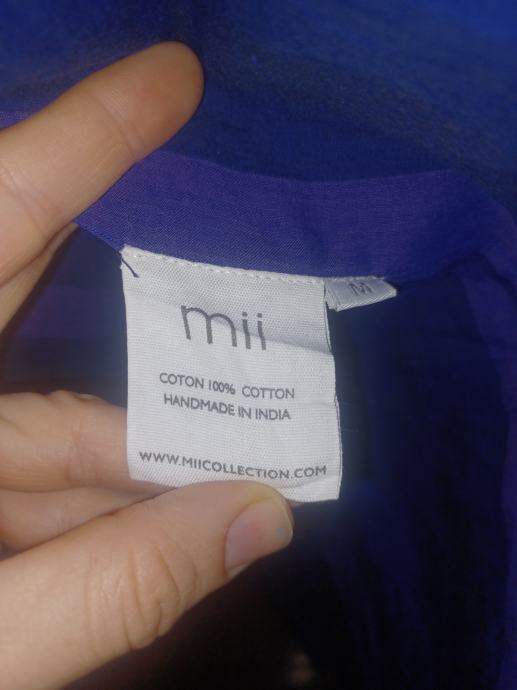 mii
M
COTON 100% COTTON
HANDMADE IN INDIA
WWW.MIICOLLECTION.COM